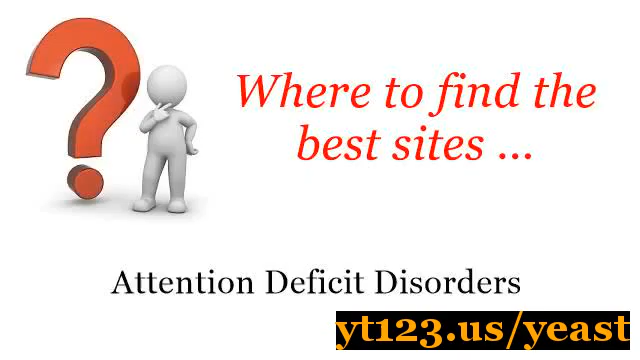 Where to find the
best sites ...
Attention Deficit Disorders
yt123.us/yeast